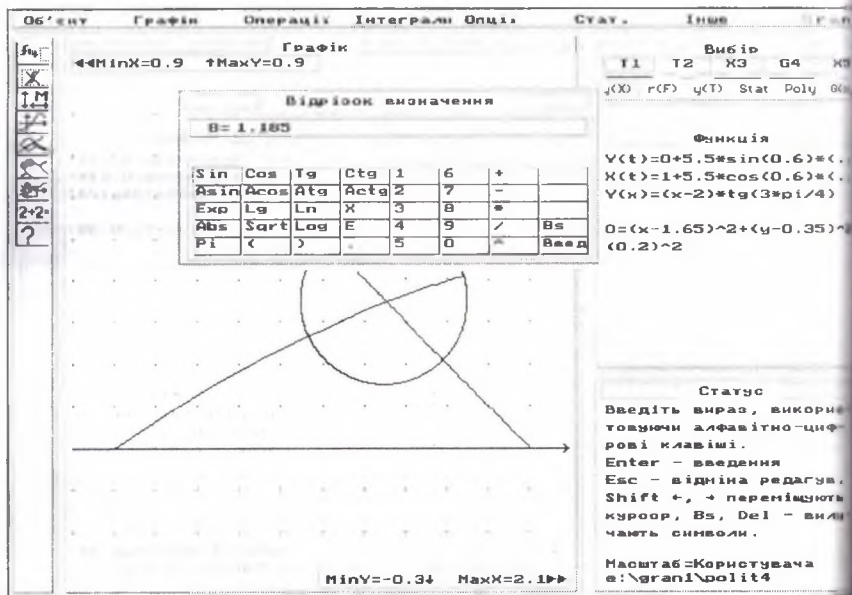 Об'єкт Графік Операції Інтеграли Опції Стат. Інше
Графік
◄◄MinX=0.9 ↑MaxY=0.9
Відрізок визначення
B= 1.185
Sin Cos Tg Ctg 1 6 +
Asin Acos Atg Actg 2 7 -
Exp Lg Ln X 3 8 *
Abs Sqrt Log E 4 9 / Bs
Pi ( ) . 5 0 ^ Введ
2+2=
?
MinY=-0.3↓ MaxX=2.1►►
Вибір
T1 T2 X3 G4
y(X) r(F) y(T) Stat Poly
Функція
Y(t)=0+5.5*sin(0.6)*(.
X(t)=1+5.5*cos(0.6)*(.
Y(x)=(x-2)*tg(3*pi/4)
0=(x-1.65)^2+(y-0.35)^
(0.2)^2
Статус
Введіть вираз, викорис-
товуючи алфавітно-циф-
рові клавіші.
Enter - введення
Esc - відміна редагув.
Shift ←, → переміщують
курсор, Bs, Del - вилу-
чають символи.
Масштаб=Користувача
e:\gran1\polit4